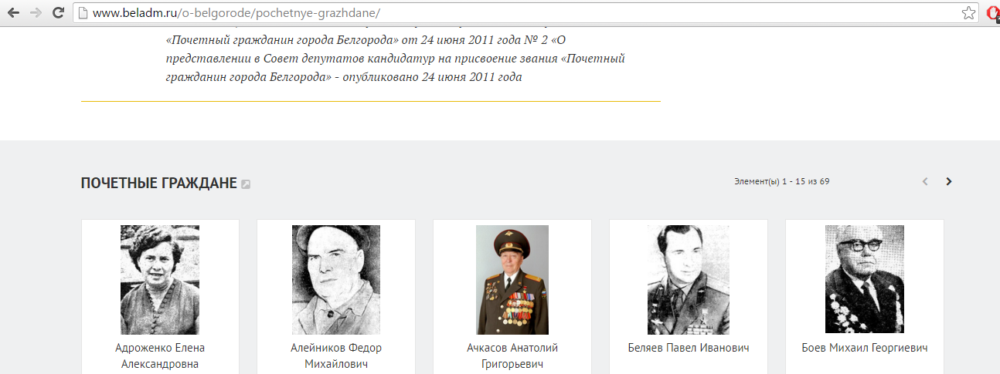 www.beladm.ru/o-belgorode/pochetnye-grazhdane/
«Почетный гражданин города Белгорода» от 24 июня 2011 года № 2 «О
представлении в Совет депутатов кандидатур на присвоение звания «Почетный
гражданин города Белгорода» - опубликовано 24 июня 2011 года
ПОЧЕТНЫЕ ГРАЖДАНЕ
Элемент(ы) 1 - 15 из 69
Адроженко Елена
Александровна
Алейников Федор
Михайлович
Ачкасов Анатолий
Григорьевич
Беляев Павел Иванович
Боев Михаил Георгиевич